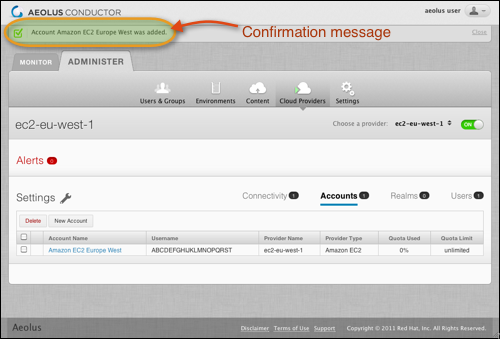 AEOLUS CONDUCTOR
aeolus user
Account Amazon EC2 Europe West was added.
Confirmation message
Close
MONITOR
ADMINISTER
Users & Groups
Environments
Content
Cloud Providers
Settings
ec2-eu-west-1
Choose a provider: ec2-eu-west-1 ON
Alerts 0
Settings
Connectivity 1
Accounts 1
Realms 0
Users 1
Delete New Account
Account Name Username Provider Name Provider Type Quota Used Quota Limit
Amazon EC2 Europe West ABCDEFGHUKLMNOPQRST ec2-eu-west-1 Amazon EC2 0% unlimited
Aeolus
Disclaimer Terms of Use Support Copyright © 2011 Red Hat, Inc. All Rights Reserved